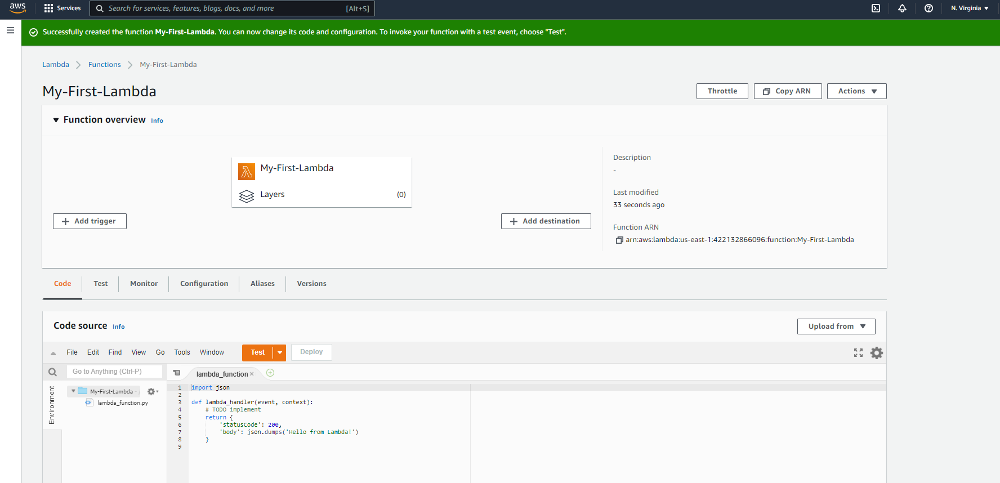 aws Services Search for services, features, blogs, docs, and more [Alt+S] N. Virginia
Successfully created the function My-First-Lambda. You can now change its code and configuration. To invoke your function with a test event, choose "Test".
Lambda Functions My-First-Lambda
My-First-Lambda Throttle Copy ARN Actions
Function overview Info
My-First-Lambda
Layers (0)
Add trigger
Add destination
Description
-
Last modified
33 seconds ago
Function ARN
arn:aws:lambda:us-east-1:422132866096:function:My-First-Lambda
Code Test Monitor Configuration Aliases Versions
Code source Info Upload from
File Edit Find View Go Tools Window Test Deploy
Go to Anything (Ctrl-P) lambda_function
Environment
My-First-Lambda - /
lambda_function.py
1 import json
2
3 def lambda_handler(event, context):
4     # TODO implement
5     return {
6         'statusCode': 200,
7         'body': json.dumps('Hello from Lambda!')
8     }
9